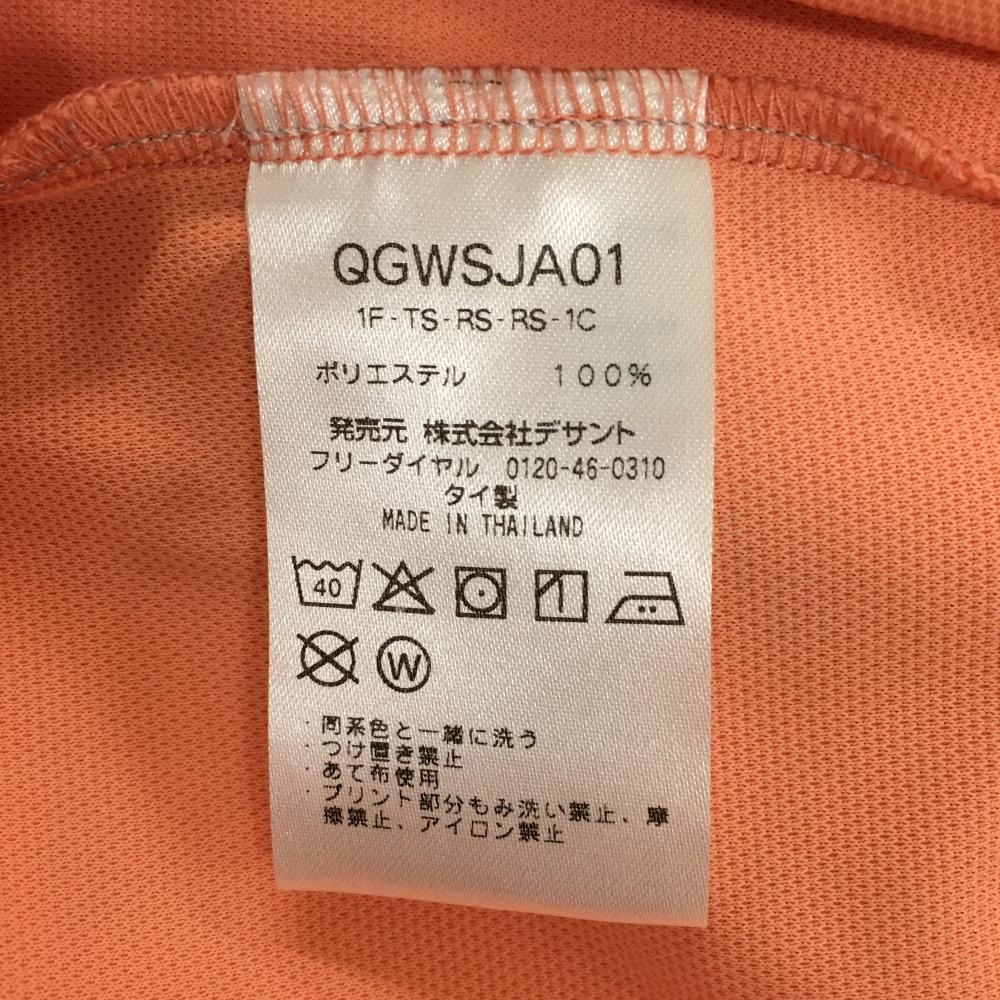 QGWSJA01
1F-TS-RS-RS-1C
ポリエステル 100%
発売元 株式会社デサント
フリーダイヤル 0120-46-0310
タイ製
MADE IN THAILAND
40
W
・同系色と一緒に洗う
・つけ置き禁止
・あて布使用
・プリント部分もみ洗い禁止、摩
擦禁止、アイロン禁止